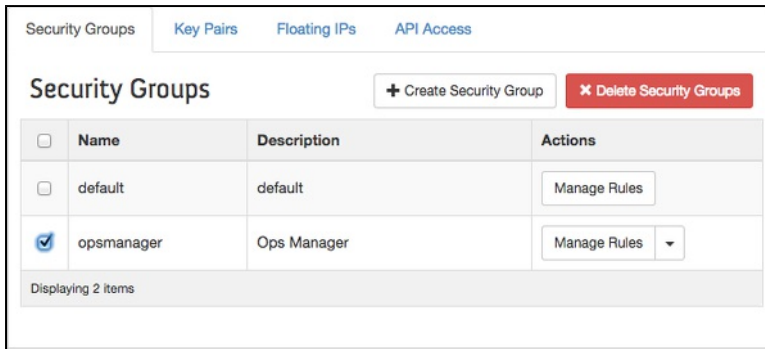 Security Groups Key Pairs Floating IPs API Access
Security Groups + Create Security Group ✖ Delete Security Groups
Name Description Actions
default default Manage Rules
opsmanager Ops Manager Manage Rules
Displaying 2 items